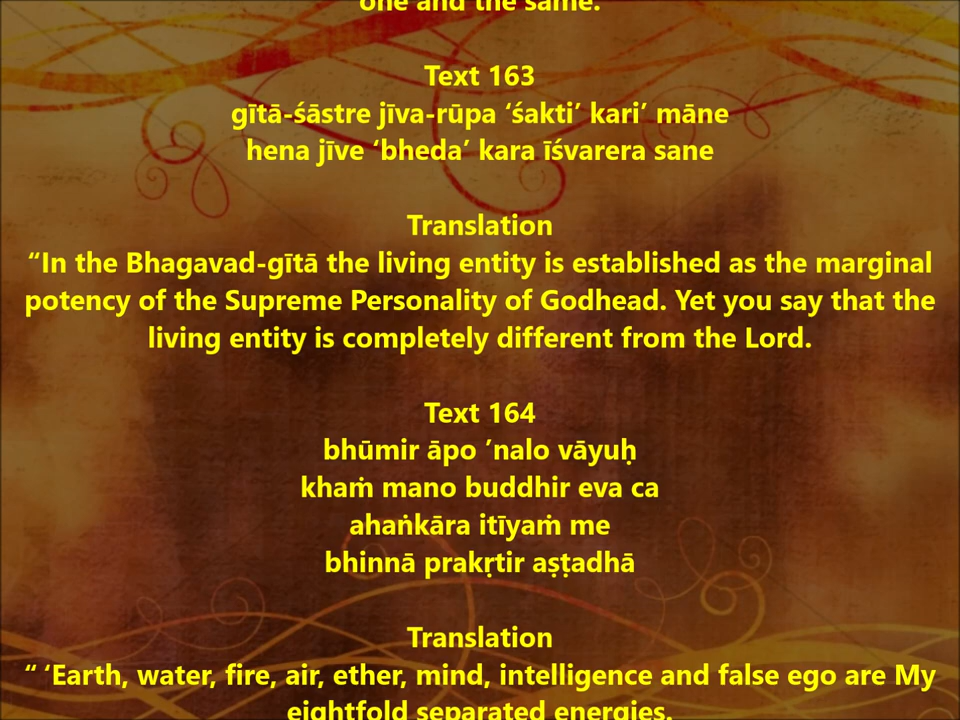 one and the same.
Text 163
gītā-śāstre jīva-rūpa ‘śakti’ kari’ māne
hena jīve ‘bheda’ kara īśvarera sane
Translation
“In the Bhagavad-gītā the living entity is established as the marginal
potency of the Supreme Personality of Godhead. Yet you say that the
living entity is completely different from the Lord.
Text 164
bhūmir āpo ’nalo vāyuḥ
khaṁ mano buddhir eva ca
ahaṅkāra itīyaṁ me
bhinnā prakṛtir aṣṭadhā
Translation
“ ‘Earth, water, fire, air, ether, mind, intelligence and false ego are My
eightfold separated energies.